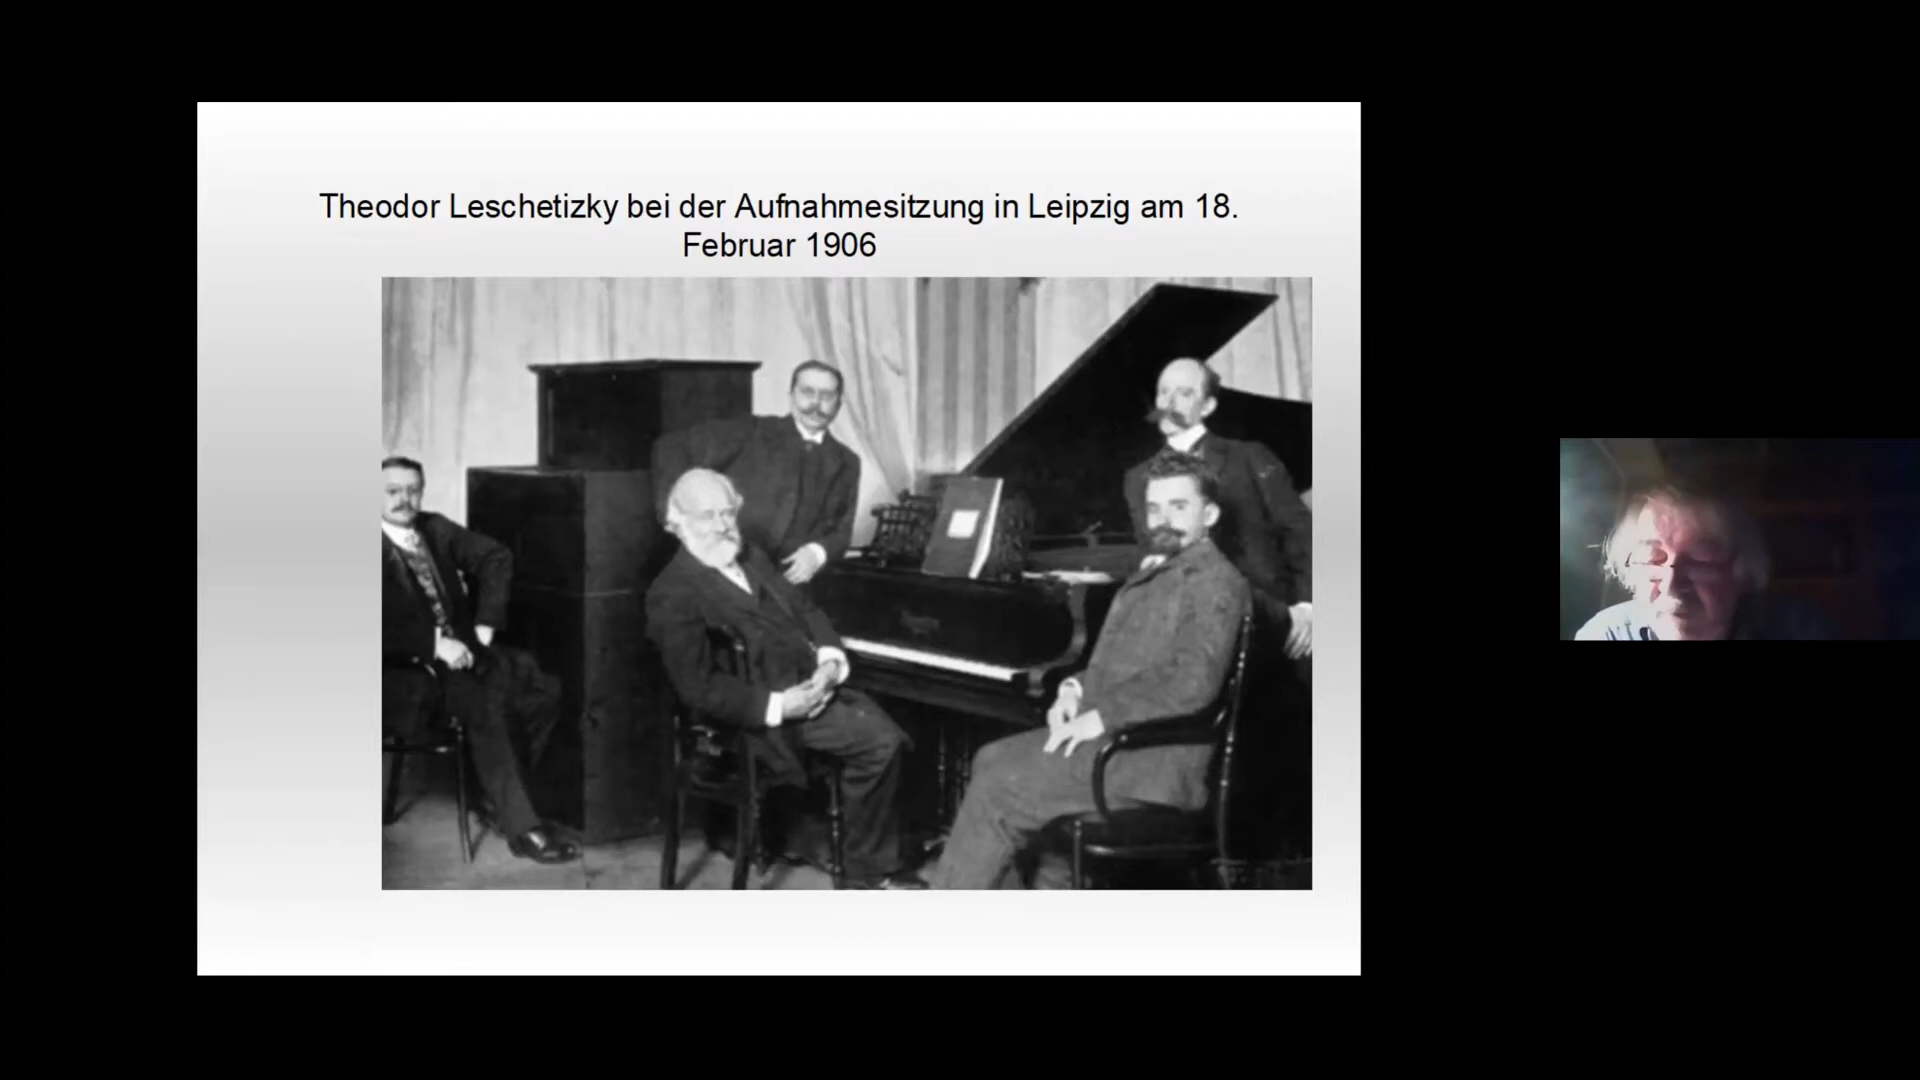 Theodor Leschetizky bei der Aufnahmesitzung in Leipzig am 18.
Februar 1906